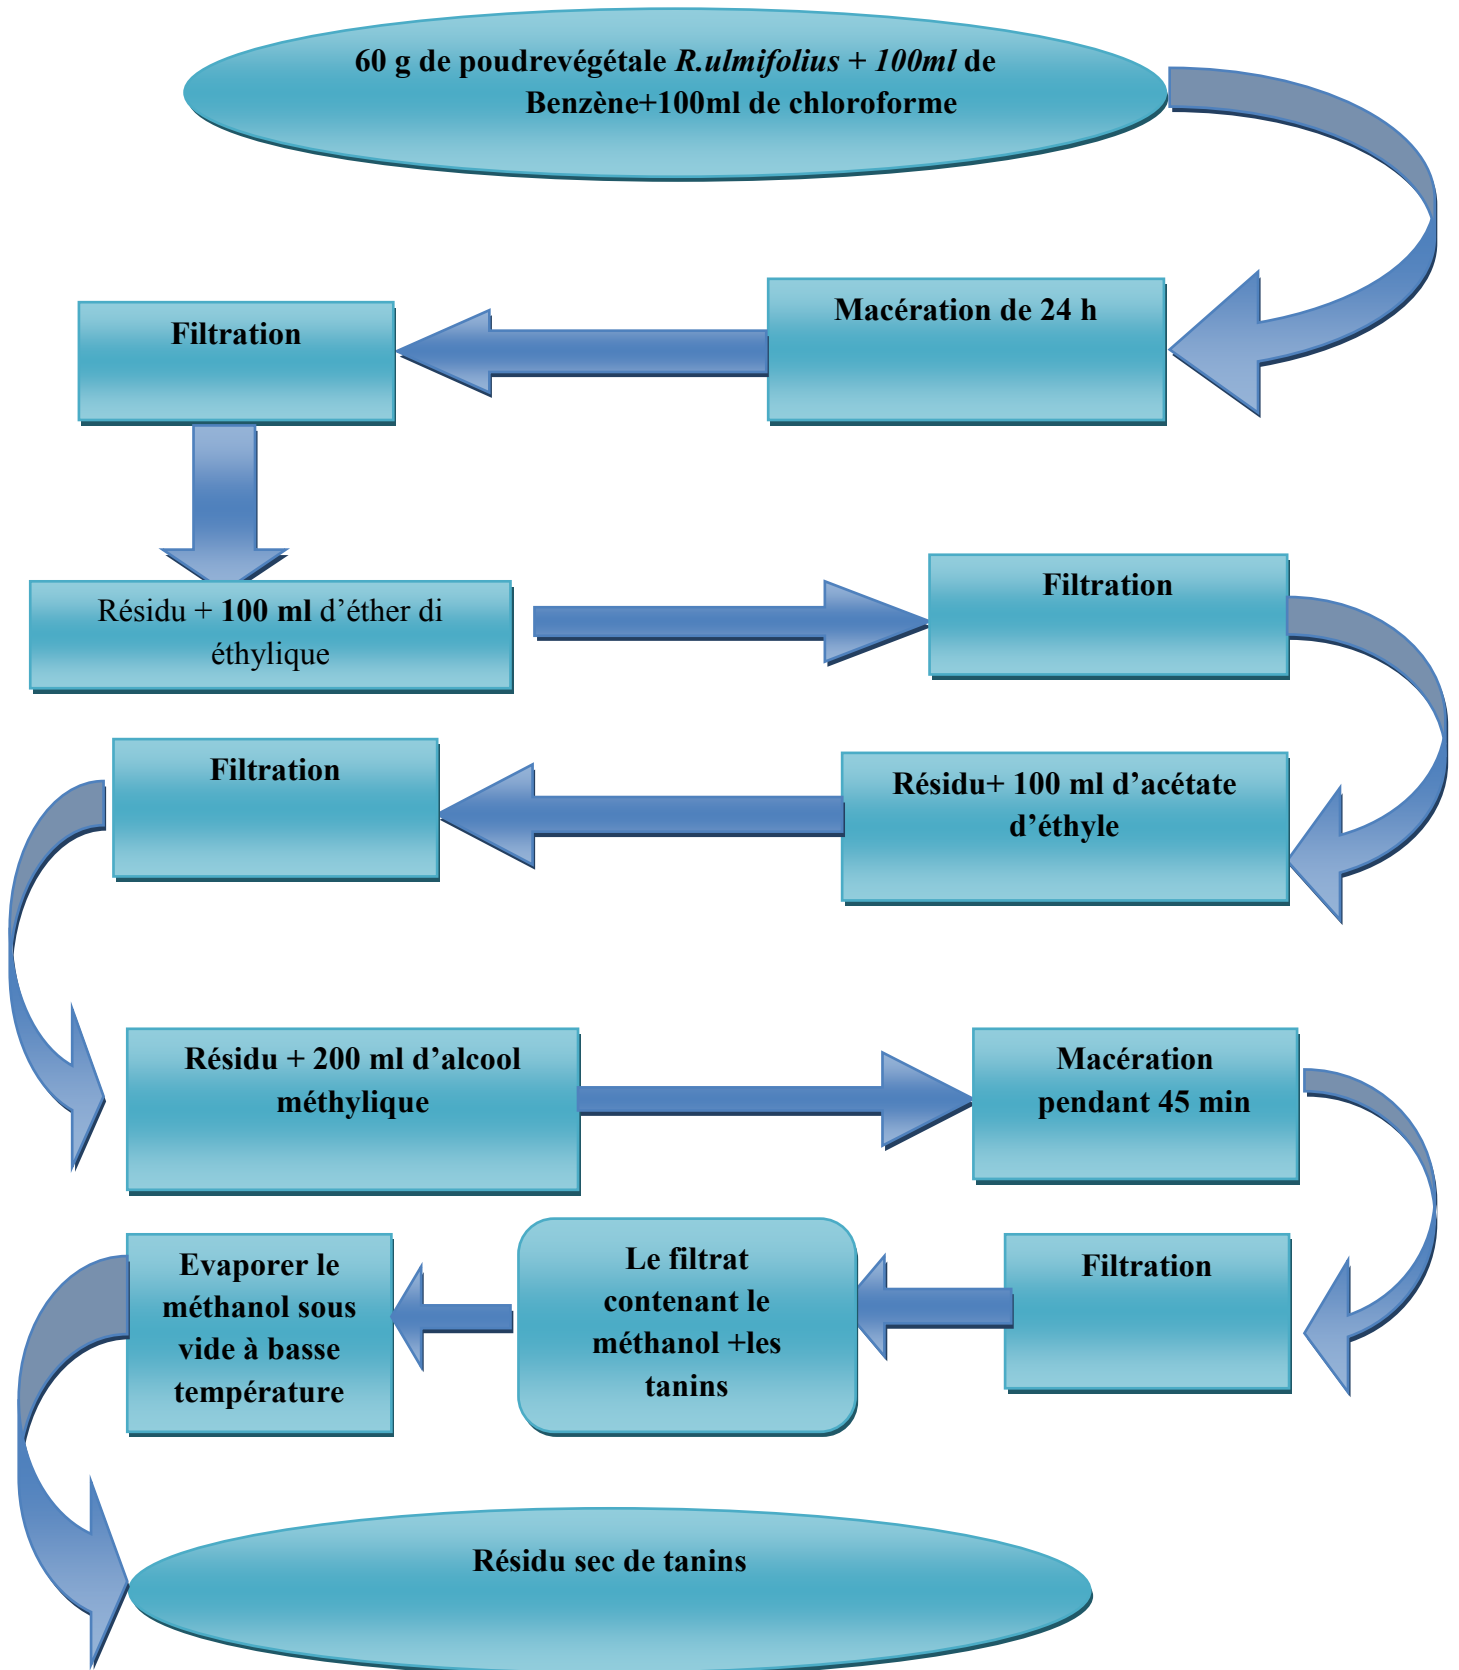 60 g de poudrevégétale R.ulmifolius + 100ml de
Benzène+100ml de chloroforme
Macération de 24 h
Filtration
Résidu + 100 ml d’éther di
éthylique
Filtration
Résidu+ 100 ml d’acétate
d’éthyle
Filtration
Résidu + 200 ml d’alcool
méthylique
Macération
pendant 45 min
Filtration
Le filtrat
contenant le
méthanol +les
tanins
Evaporer le
méthanol sous
vide à basse
température
Résidu sec de tanins